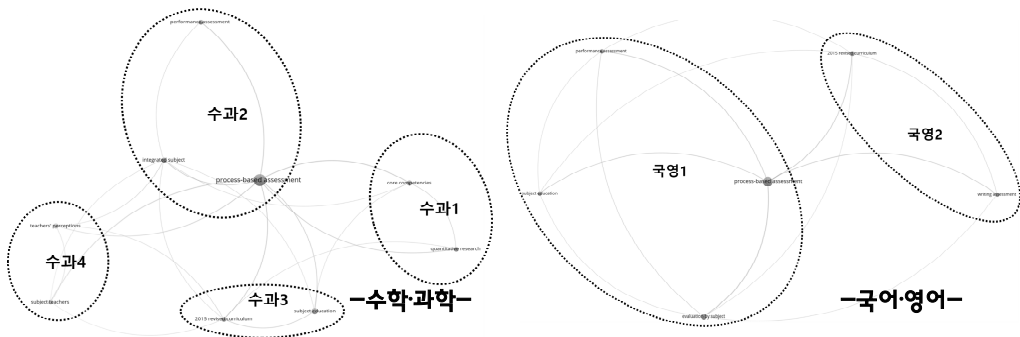 performance assessment
수과2
integrated subject
process-based assessment
core competencies
수과1
quantitative research
teachers' perceptions
수과4
subject teachers
수과3
subject education
2015 revised curriculum
—수학·과학—
performance assessment
2015 revised curriculum
국영2
국영1
process-based assessment
subject education
writing assessment
evaluation by subject
—국어·영어—